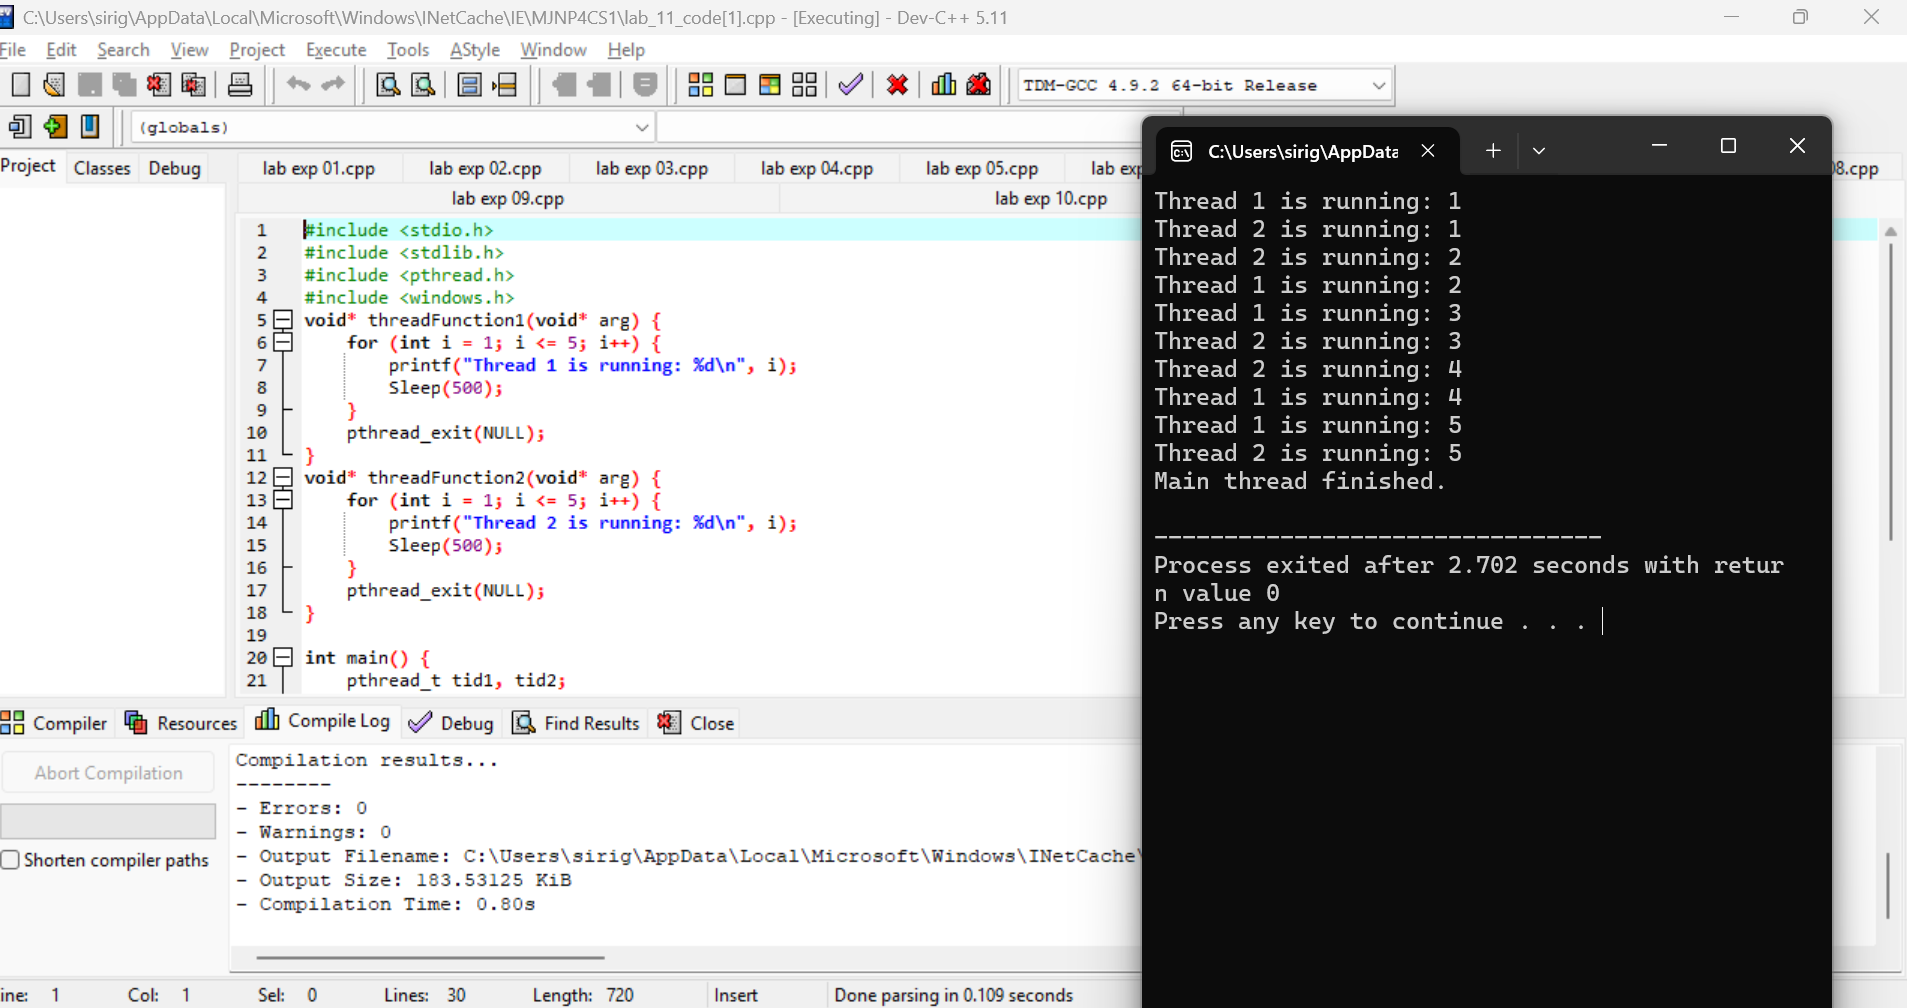 C:\Users\sirig\AppData\Local\Microsoft\Windows\INetCache\IE\MJNP4CS1\lab_11_code[1].cpp - [Executing] - Dev-C++ 5.11
File Edit Search View Project Execute Tools AStyle Window Help
TDM-GCC 4.9.2 64-bit Release
(globals)
Project Classes Debug
lab exp 01.cpp lab exp 02.cpp lab exp 03.cpp lab exp 04.cpp lab exp 05.cpp lab exp 08.cpp
lab exp 09.cpp lab exp 10.cpp
1 #include <stdio.h>
2 #include <stdlib.h>
3 #include <pthread.h>
4 #include <windows.h>
5 void* threadFunction1(void* arg) {
6 for (int i = 1; i <= 5; i++) {
7 printf("Thread 1 is running: %d\n", i);
8 Sleep(500);
9 }
10 pthread_exit(NULL);
11 }
12 void* threadFunction2(void* arg) {
13 for (int i = 1; i <= 5; i++) {
14 printf("Thread 2 is running: %d\n", i);
15 Sleep(500);
16 }
17 pthread_exit(NULL);
18 }
19
20 int main() {
21 pthread_t tid1, tid2;
Compiler Resources Compile Log Debug Find Results Close
Abort Compilation
Shorten compiler paths
Compilation results...
--------
- Errors: 0
- Warnings: 0
- Output Filename: C:\Users\sirig\AppData\Local\Microsoft\Windows\INetCache\
- Output Size: 183.53125 KiB
- Compilation Time: 0.80s
ine: 1 Col: 1 Sel: 0 Lines: 30 Length: 720 Insert Done parsing in 0.109 seconds
C:\Users\sirig\AppData
Thread 1 is running: 1
Thread 2 is running: 1
Thread 2 is running: 2
Thread 1 is running: 2
Thread 1 is running: 3
Thread 2 is running: 3
Thread 2 is running: 4
Thread 1 is running: 4
Thread 1 is running: 5
Thread 2 is running: 5
Main thread finished.
--------------------------------
Process exited after 2.702 seconds with retur
n value 0
Press any key to continue . . .